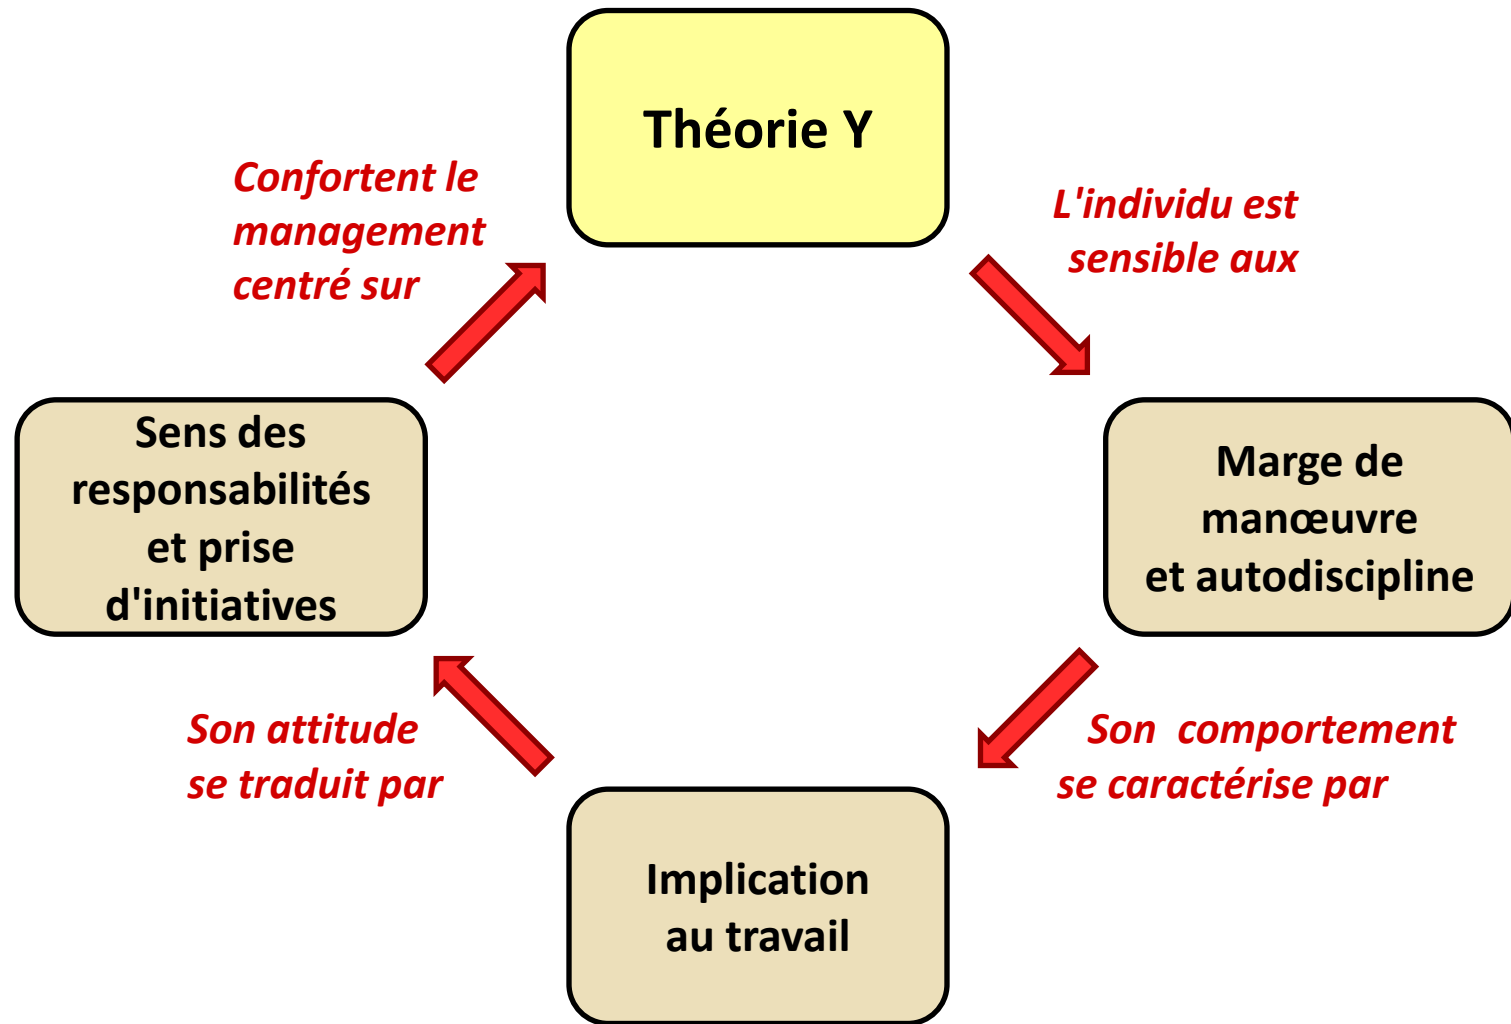 Théorie Y
Confortent le
management
centré sur
L'individu est
sensible aux
Sens des
responsabilités
et prise
d'initiatives
Marge de
manœuvre
et autodiscipline
Son attitude
se traduit par
Son  comportement
se caractérise par
Implication
au travail